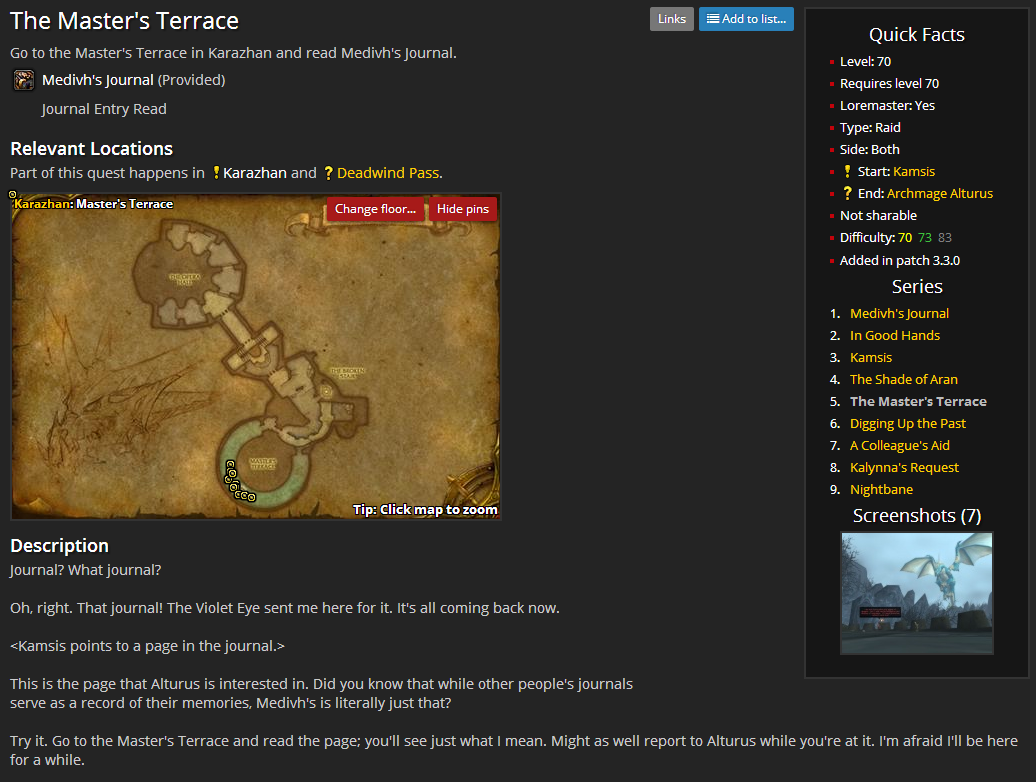 The Master's Terrace
Links
Add to list...
Go to the Master's Terrace in Karazhan and read Medivh's Journal.
Medivh's Journal (Provided)
Journal Entry Read
Relevant Locations
Part of this quest happens in Karazhan and Deadwind Pass.
Karazhan: Master's Terrace
Change floor...
Hide pins
THE OPERA HALL
THE BROKEN STAIR
MASTER'S TERRACE
Tip: Click map to zoom
Description
Journal? What journal?
Oh, right. That journal! The Violet Eye sent me here for it. It's all coming back now.
<Kamsis points to a page in the journal.>
This is the page that Alturus is interested in. Did you know that while other people's journals
serve as a record of their memories, Medivh's is literally just that?
Try it. Go to the Master's Terrace and read the page; you'll see just what I mean. Might as well report to Alturus while you're at it. I'm afraid I'll be here
for a while.
Quick Facts
Level: 70
Requires level 70
Loremaster: Yes
Type: Raid
Side: Both
! Start: Kamsis
? End: Archmage Alturus
Not sharable
Difficulty: 70 73 83
Added in patch 3.3.0
Series
1. Medivh's Journal
2. In Good Hands
3. Kamsis
4. The Shade of Aran
5. The Master's Terrace
6. Digging Up the Past
7. A Colleague's Aid
8. Kalynna's Request
9. Nightbane
Screenshots (7)